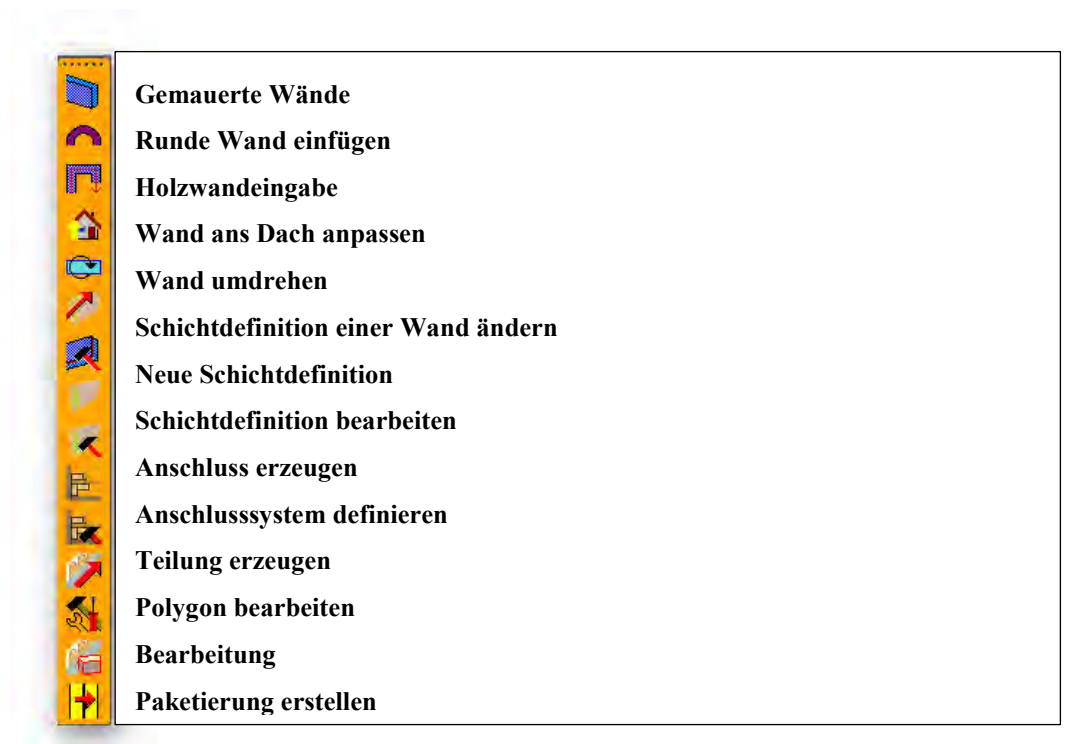 Gemauerte Wände
Runde Wand einfügen
Holzwandeingabe
Wand ans Dach anpassen
Wand umdrehen
Schichtdefinition einer Wand ändern
Neue Schichtdefinition
Schichtdefinition bearbeiten
Anschluss erzeugen
Anschlusssystem definieren
Teilung erzeugen
Polygon bearbeiten
Bearbeitung
Paketierung erstellen